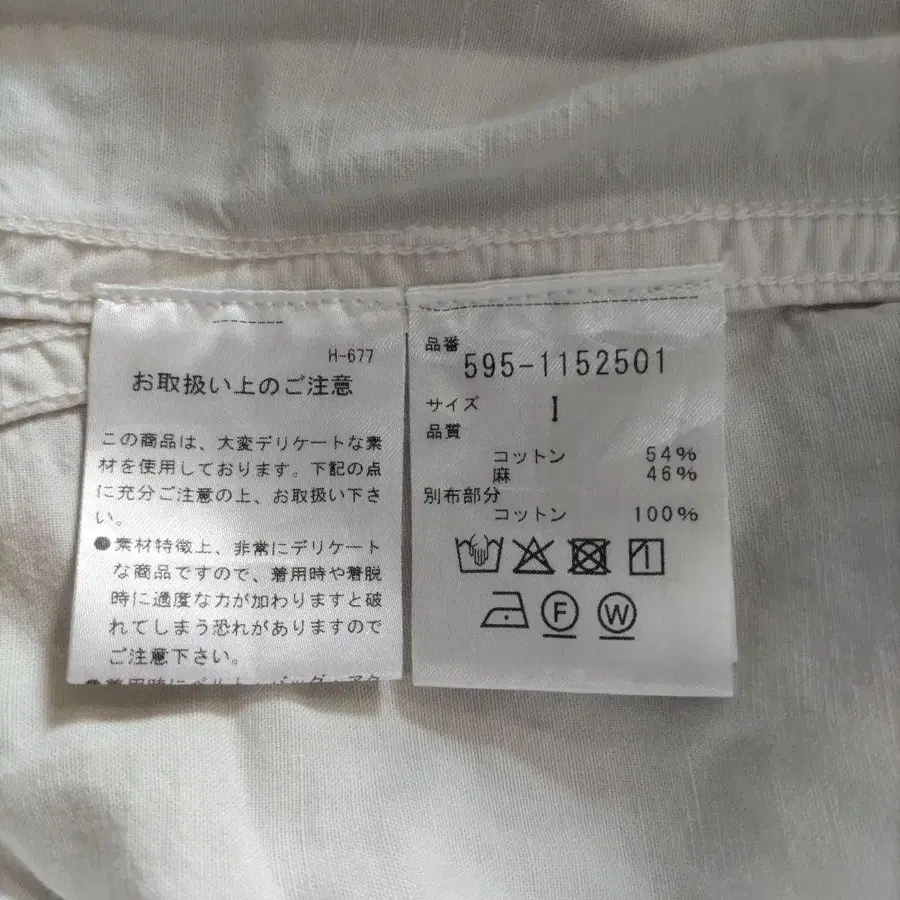 H-677
お取扱い上のご注意
この商品は、大変デリケートな素
材を使用しております。下記の点
に充分ご注意の上、お取扱い下さ
い。
●素材特徴上、非常にデリケート
な商品ですので、着用時や着脱
時に過度な力が加わりますと破
れてしまう恐れがありますので
ご注意下さい。
品番
595-1152501
サイズ I
品質
コットン 54%
麻 46%
別布部分
コットン 100%
F W